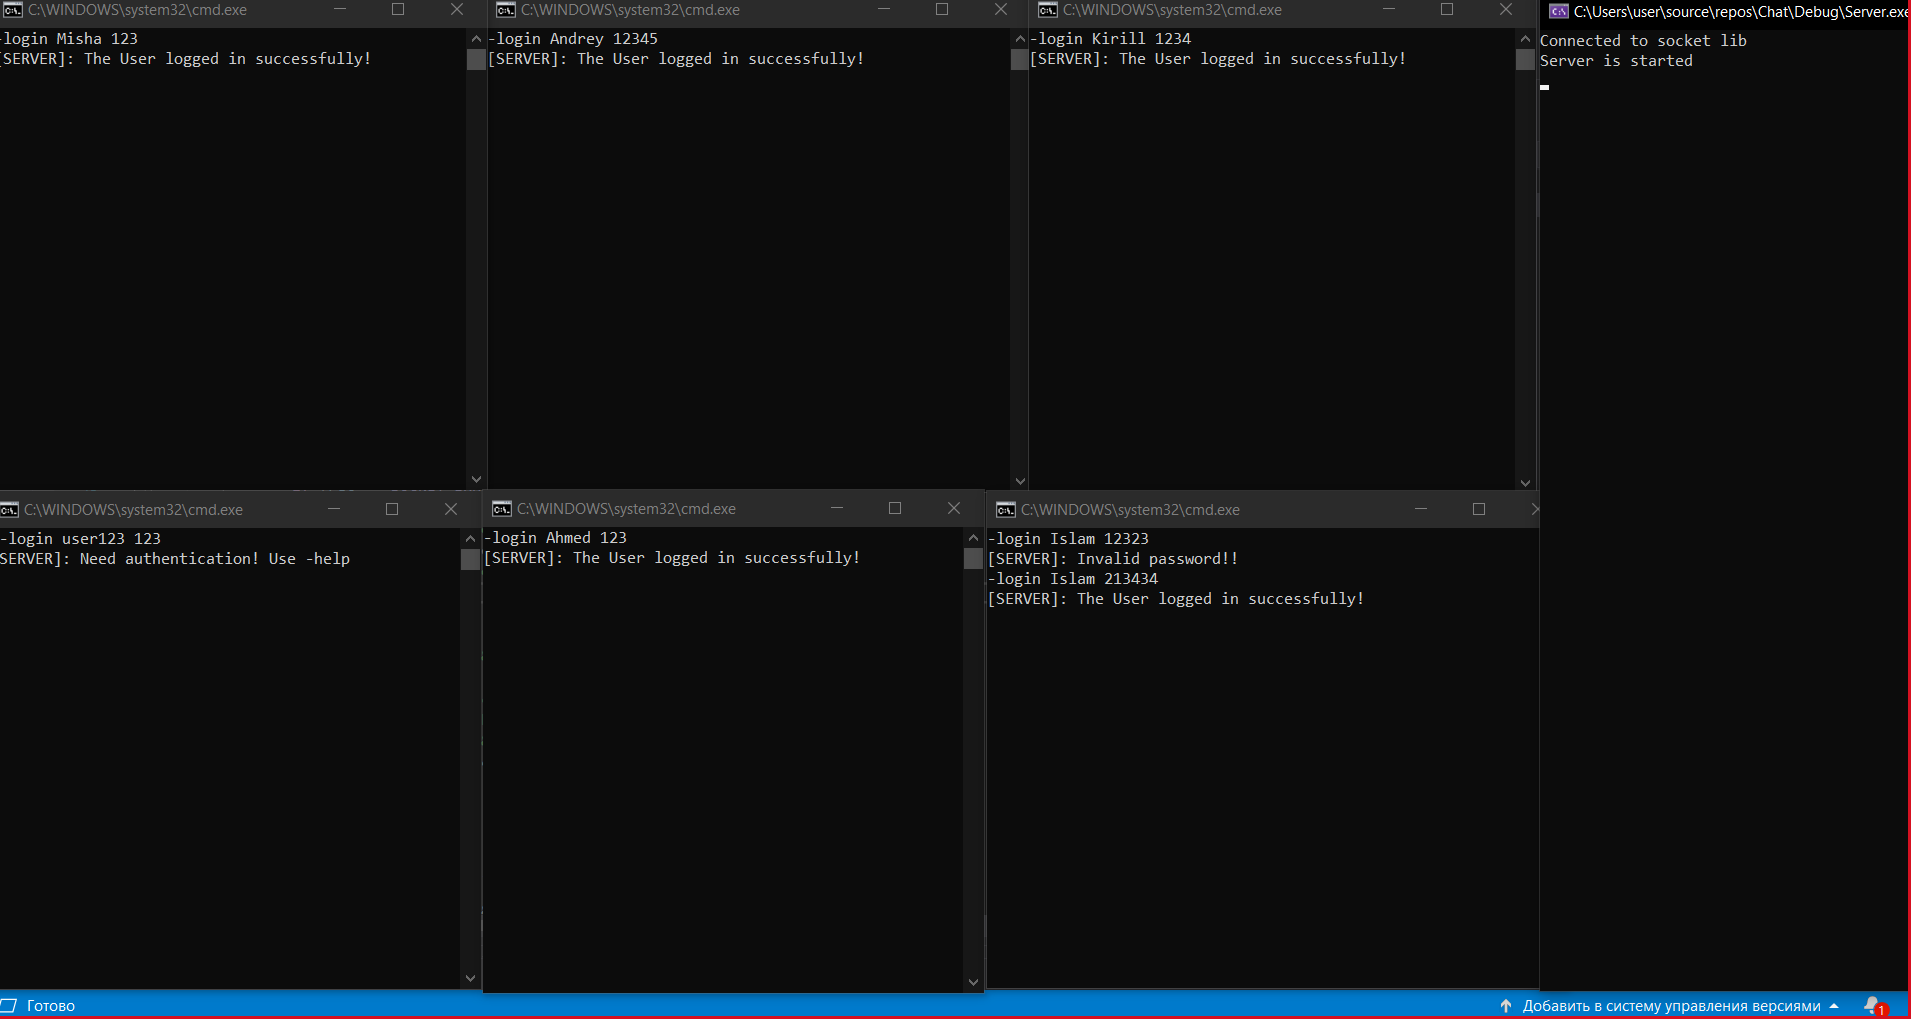 C:\WINDOWS\system32\cmd.exe
-login Misha 123
[SERVER]: The User logged in successfully!
C:\WINDOWS\system32\cmd.exe
-login Andrey 12345
[SERVER]: The User logged in successfully!
C:\WINDOWS\system32\cmd.exe
-login Kirill 1234
[SERVER]: The User logged in successfully!
C:\Users\user\source\repos\Chat\Debug\Server.exe
Connected to socket lib
Server is started
C:\WINDOWS\system32\cmd.exe
-login user123 123
SERVER]: Need authentication! Use -help
C:\WINDOWS\system32\cmd.exe
-login Ahmed 123
[SERVER]: The User logged in successfully!
C:\WINDOWS\system32\cmd.exe
-login Islam 12323
[SERVER]: Invalid password!!
-login Islam 213434
[SERVER]: The User logged in successfully!
Готово
Добавить в систему управления версиями
1